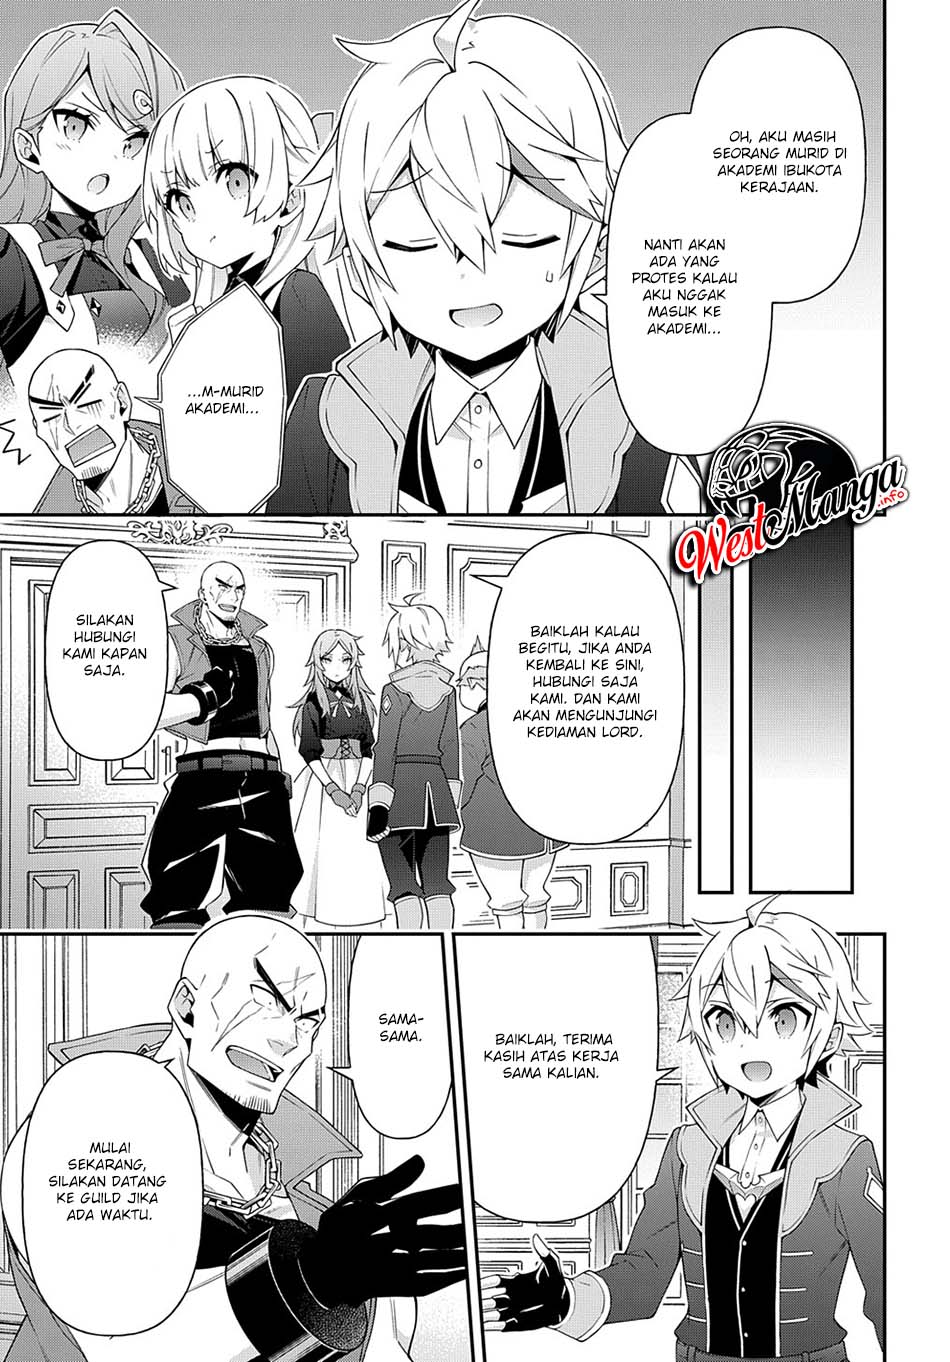 OH, AKU MASIH
SEORANG MURID DI
AKADEMI IBUKOTA
KERAJAAN.
NANTI AKAN
ADA YANG
PROTES KALAU
AKU NGGAK
MASUK KE
AKADEMI...
...M-MURID
AKADEMI...
WestManga
.info
BAIKLAH KALAU
BEGITU, JIKA ANDA
KEMBALI KE SINI,
HUBUNGI SAJA
KAMI. DAN KAMI
AKAN MENGUNJUNGI
KEDIAMAN LORD.
SILAKAN
HUBUNGI
KAMI KAPAN
SAJA.
BAIKLAH, TERIMA
KASIH ATAS KERJA
SAMA KALIAN.
SAMA-
SAMA.
MULAI
SEKARANG,
SILAKAN DATANG
KE GUILD JIKA
ADA WAKTU.